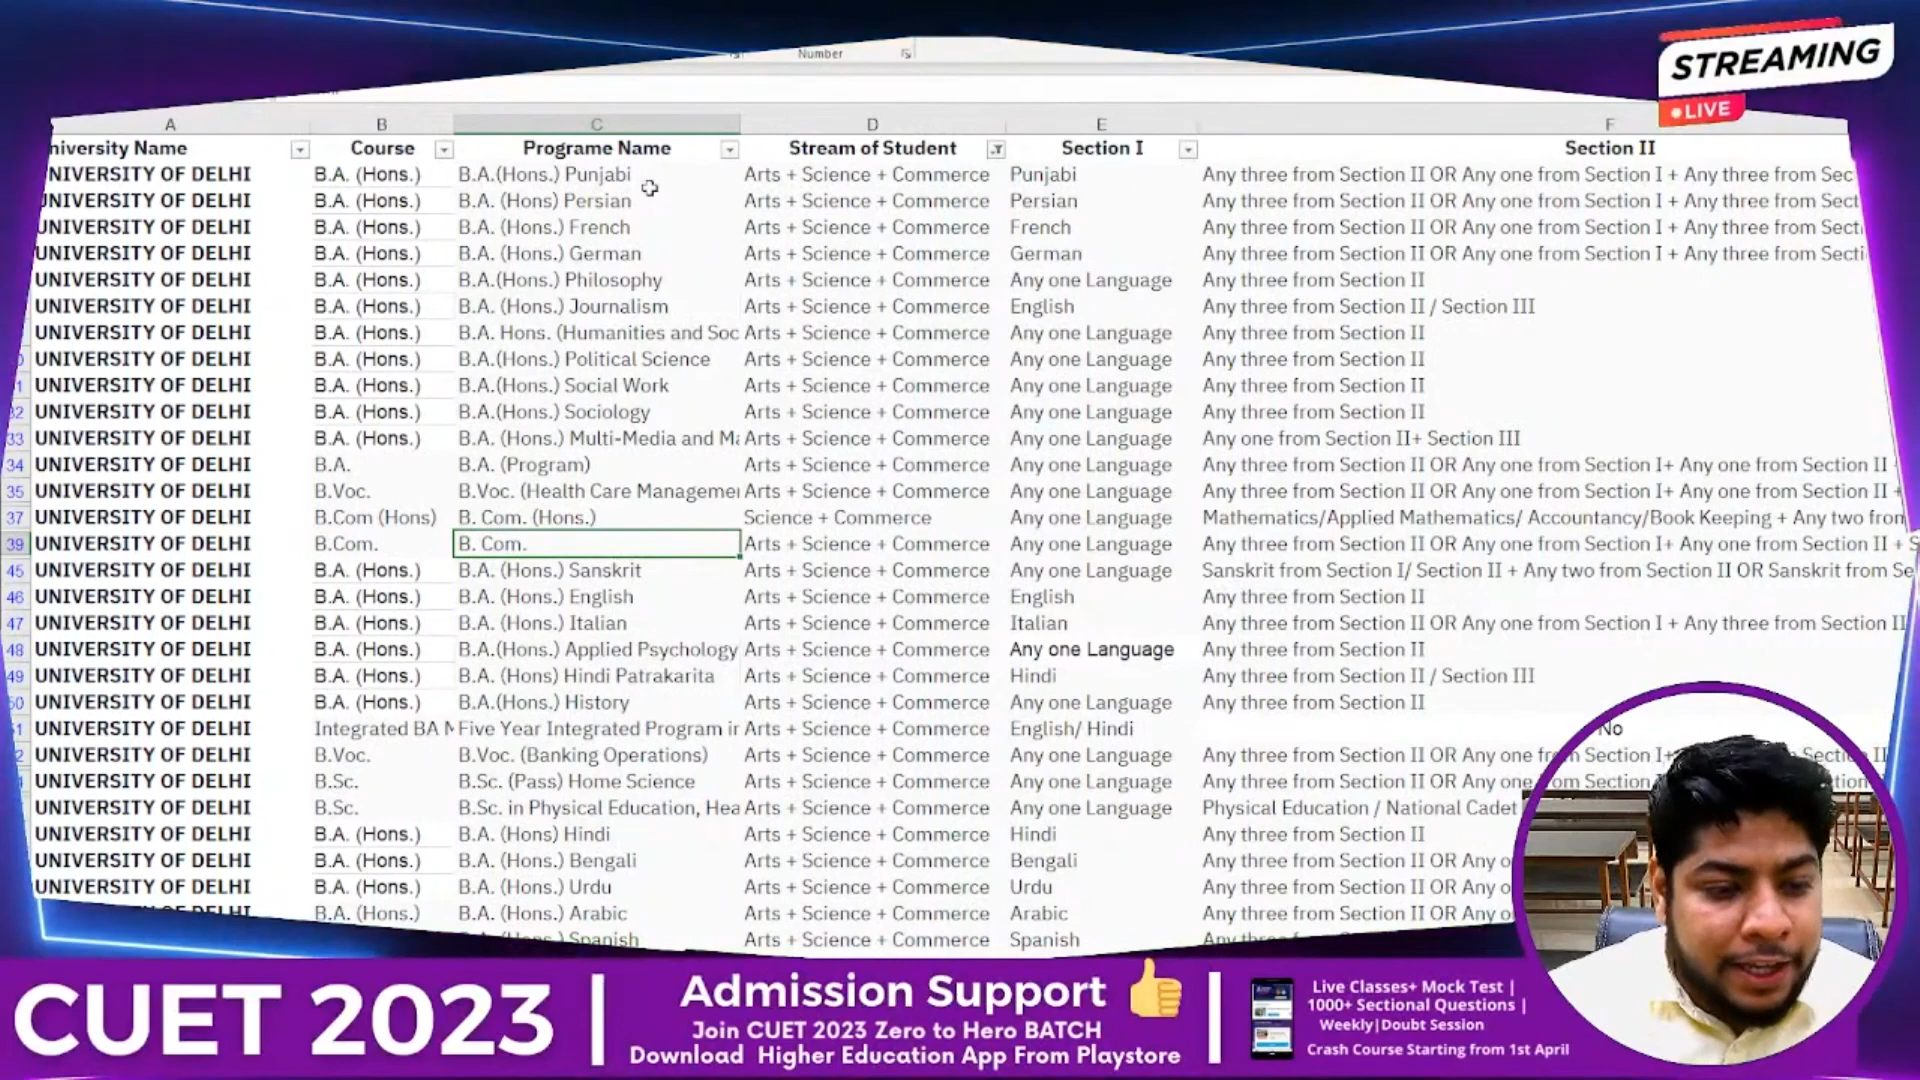 Number
STREAMING
LIVE
A B C D E F
niversity Name Course Programe Name Stream of Student Section I Section II
NIVERSITY OF DELHI B.A. (Hons.) B.A.(Hons.) Punjabi Arts + Science + Commerce Punjabi Any three from Section II OR Any one from Section I + Any three from Sec
UNIVERSITY OF DELHI B.A. (Hons.) B.A. (Hons) Persian Arts + Science + Commerce Persian Any three from Section II OR Any one from Section I + Any three from Sect
UNIVERSITY OF DELHI B.A. (Hons.) B.A. (Hons.) French Arts + Science + Commerce French Any three from Section II OR Any one from Section I + Any three from Secti
UNIVERSITY OF DELHI B.A. (Hons.) B.A. (Hons.) German Arts + Science + Commerce German Any three from Section II OR Any one from Section I + Any three from Secti
UNIVERSITY OF DELHI B.A. (Hons.) B.A.(Hons.) Philosophy Arts + Science + Commerce Any one Language Any three from Section II
UNIVERSITY OF DELHI B.A. (Hons.) B.A. (Hons.) Journalism Arts + Science + Commerce English Any three from Section II / Section III
UNIVERSITY OF DELHI B.A. (Hons.) B.A. Hons. (Humanities and Soc Arts + Science + Commerce Any one Language Any three from Section II
0 UNIVERSITY OF DELHI B.A. (Hons.) B.A.(Hons.) Political Science Arts + Science + Commerce Any one Language Any three from Section II
1 UNIVERSITY OF DELHI B.A. (Hons.) B.A.(Hons.) Social Work Arts + Science + Commerce Any one Language Any three from Section II
32 UNIVERSITY OF DELHI B.A. (Hons.) B.A.(Hons.) Sociology Arts + Science + Commerce Any one Language Any three from Section II
33 UNIVERSITY OF DELHI B.A. (Hons.) B.A. (Hons.) Multi-Media and Ma Arts + Science + Commerce Any one Language Any one from Section II+ Section III
34 UNIVERSITY OF DELHI B.A. B.A. (Program) Arts + Science + Commerce Any one Language Any three from Section II OR Any one from Section I+ Any one from Section II +
35 UNIVERSITY OF DELHI B.Voc. B.Voc. (Health Care Managemen Arts + Science + Commerce Any one Language Any three from Section II OR Any one from Section I+ Any one from Section II +
37 UNIVERSITY OF DELHI B.Com (Hons) B. Com. (Hons.) Science + Commerce Any one Language Mathematics/Applied Mathematics/ Accountancy/Book Keeping + Any two from
39 UNIVERSITY OF DELHI B.Com. B. Com. Arts + Science + Commerce Any one Language Any three from Section II OR Any one from Section I+ Any one from Section II + S
45 UNIVERSITY OF DELHI B.A. (Hons.) B.A. (Hons.) Sanskrit Arts + Science + Commerce Any one Language Sanskrit from Section I/ Section II + Any two from Section II OR Sanskrit from Se
46 UNIVERSITY OF DELHI B.A. (Hons.) B.A. (Hons.) English Arts + Science + Commerce English Any three from Section II
47 UNIVERSITY OF DELHI B.A. (Hons.) B.A. (Hons.) Italian Arts + Science + Commerce Italian Any three from Section II OR Any one from Section I + Any three from Section II
48 UNIVERSITY OF DELHI B.A. (Hons.) B.A.(Hons.) Applied Psychology Arts + Science + Commerce Any one Language Any three from Section II
49 UNIVERSITY OF DELHI B.A. (Hons.) B.A. (Hons) Hindi Patrakarita Arts + Science + Commerce Hindi Any three from Section II / Section III
50 UNIVERSITY OF DELHI B.A. (Hons.) B.A.(Hons.) History Arts + Science + Commerce Any one Language Any three from Section II
51 UNIVERSITY OF DELHI Integrated BA M Five Year Integrated Program in Arts + Science + Commerce English/ Hindi No
2 UNIVERSITY OF DELHI B.Voc. B.Voc. (Banking Operations) Arts + Science + Commerce Any one Language Any three from Section II OR Any one from Section I+ Section II
UNIVERSITY OF DELHI B.Sc. B.Sc. (Pass) Home Science Arts + Science + Commerce Any one Language Any three from Section II OR Any one from Section
UNIVERSITY OF DELHI B.Sc. B.Sc. in Physical Education, Hea Arts + Science + Commerce Any one Language Physical Education / National Cadet
UNIVERSITY OF DELHI B.A. (Hons.) B.A. (Hons) Hindi Arts + Science + Commerce Hindi Any three from Section II
UNIVERSITY OF DELHI B.A. (Hons.) B.A. (Hons.) Bengali Arts + Science + Commerce Bengali Any three from Section II OR Any o
UNIVERSITY OF DELHI B.A. (Hons.) B.A. (Hons.) Urdu Arts + Science + Commerce Urdu Any three from Section II OR Any o
UNIVERSITY OF DELHI B.A. (Hons.) B.A. (Hons.) Arabic Arts + Science + Commerce Arabic Any three from Section II OR Any o
Spanish Arts + Science + Commerce Spanish
CUET 2023
Admission Support
Join CUET 2023 Zero to Hero BATCH
Download Higher Education App From Playstore
Live Classes+ Mock Test |
1000+ Sectional Questions |
Weekly|Doubt Session
Crash Course Starting from 1st April